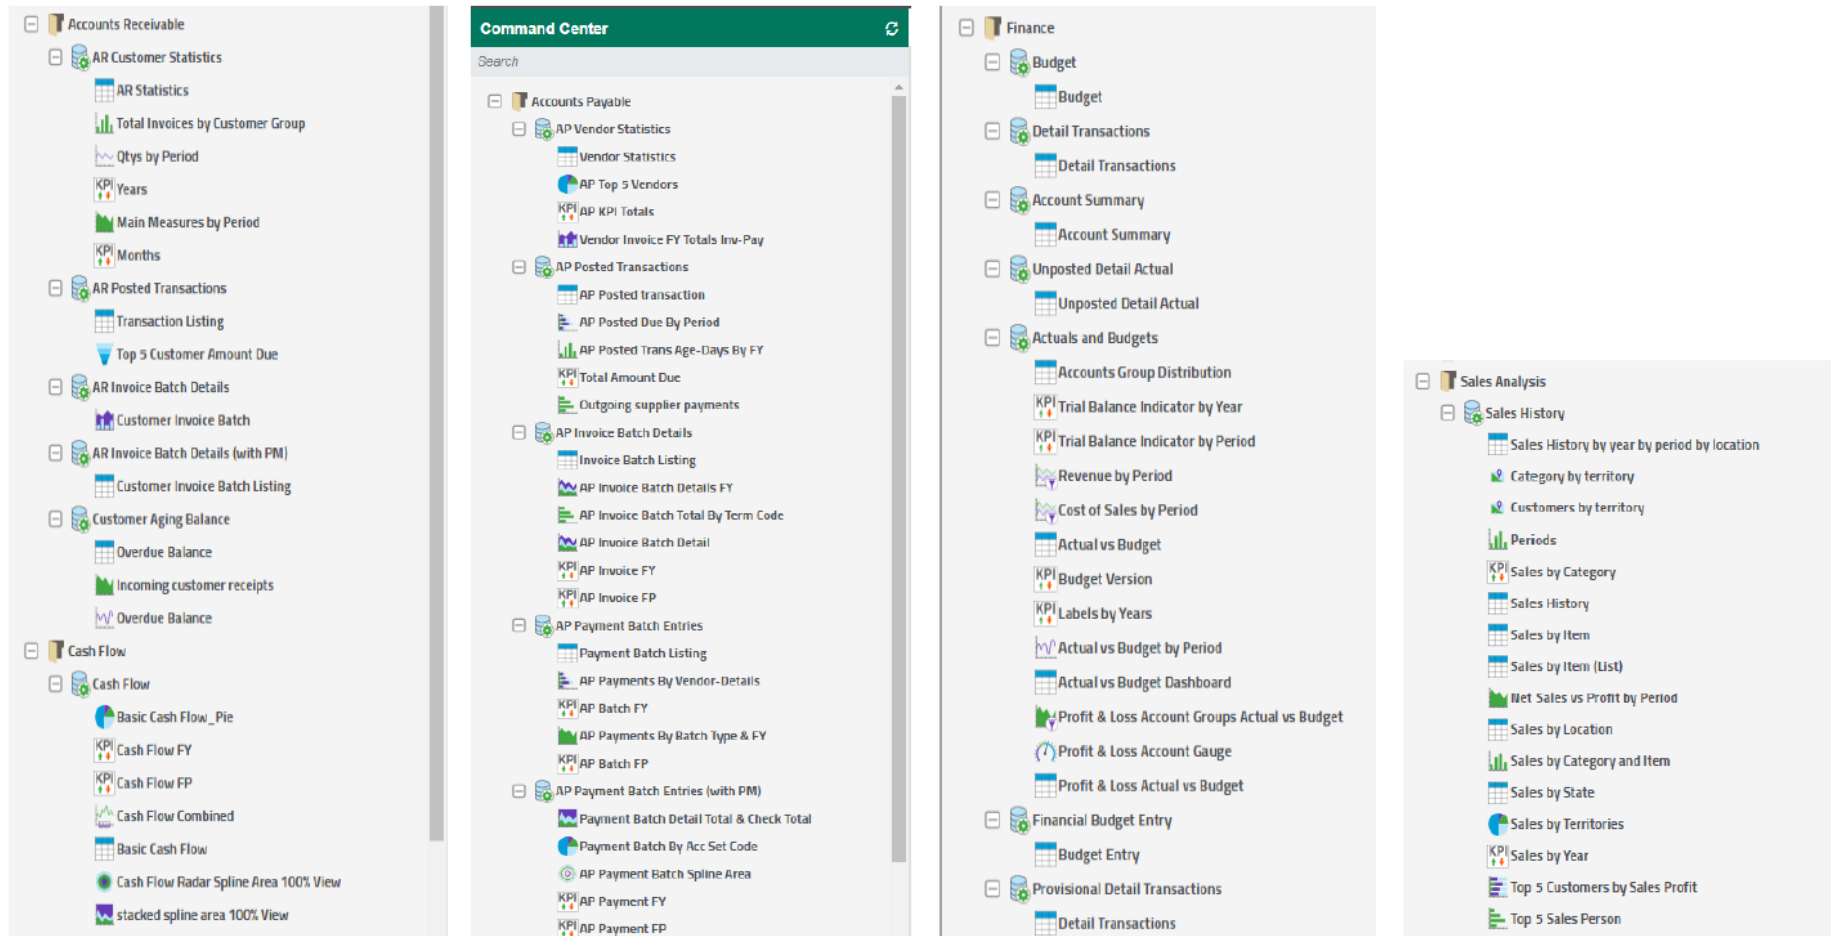 Accounts Receivable
AR Customer Statistics
AR Statistics
Total Invoices by Customer Group
Qtys by Period
KPI Years
Main Measures by Period
KPI Months
AR Posted Transactions
Transaction Listing
Top 5 Customer Amount Due
AR Invoice Batch Details
Customer Invoice Batch
AR Invoice Batch Details (with PM)
Customer Invoice Batch Listing
Customer Aging Balance
Overdue Balance
Incoming customer receipts
Overdue Balance
Cash Flow
Cash Flow
Basic Cash Flow_Pie
KPI Cash Flow FY
KPI Cash Flow FP
Cash Flow Combined
Basic Cash Flow
Cash Flow Radar Spline Area 100% View
stacked spline area 100% View
Command Center
Search
Accounts Payable
AP Vendor Statistics
Vendor Statistics
AP Top 5 Vendors
KPI AP KPI Totals
Vendor Invoice FY Totals Inv-Pay
AP Posted Transactions
AP Posted transaction
AP Posted Due By Period
AP Posted Trans Age-Days By FY
KPI Total Amount Due
Outgoing supplier payments
AP Invoice Batch Details
Invoice Batch Listing
AP Invoice Batch Details FY
AP Invoice Batch Total By Term Code
AP Invoice Batch Detail
KPI AP Invoice FY
KPI AP Invoice FP
AP Payment Batch Entries
Payment Batch Listing
AP Payments By Vendor-Details
KPI AP Batch FY
AP Payments By Batch Type & FY
KPI AP Batch FP
AP Payment Batch Entries (with PM)
Payment Batch Detail Total & Check Total
Payment Batch By Acc Set Code
AP Payment Batch Spline Area
KPI AP Payment FY
KPI AP Payment FP
Finance
Budget
Budget
Detail Transactions
Detail Transactions
Account Summary
Account Summary
Unposted Detail Actual
Unposted Detail Actual
Actuals and Budgets
Accounts Group Distribution
KPI Trial Balance Indicator by Year
KPI Trial Balance Indicator by Period
Revenue by Period
Cost of Sales by Period
Actual vs Budget
KPI Budget Version
KPI Labels by Years
Actual vs Budget by Period
Actual vs Budget Dashboard
Profit & Loss Account Groups Actual vs Budget
Profit & Loss Account Gauge
Profit & Loss Actual vs Budget
Financial Budget Entry
Budget Entry
Provisional Detail Transactions
Detail Transactions
Sales Analysis
Sales History
Sales History by year by period by location
Category by territory
Customers by territory
Periods
KPI Sales by Category
Sales History
Sales by Item
Sales by Item (List)
Net Sales vs Profit by Period
Sales by Location
Sales by Category and Item
Sales by State
Sales by Territories
KPI Sales by Year
Top 5 Customers by Sales Profit
Top 5 Sales Person